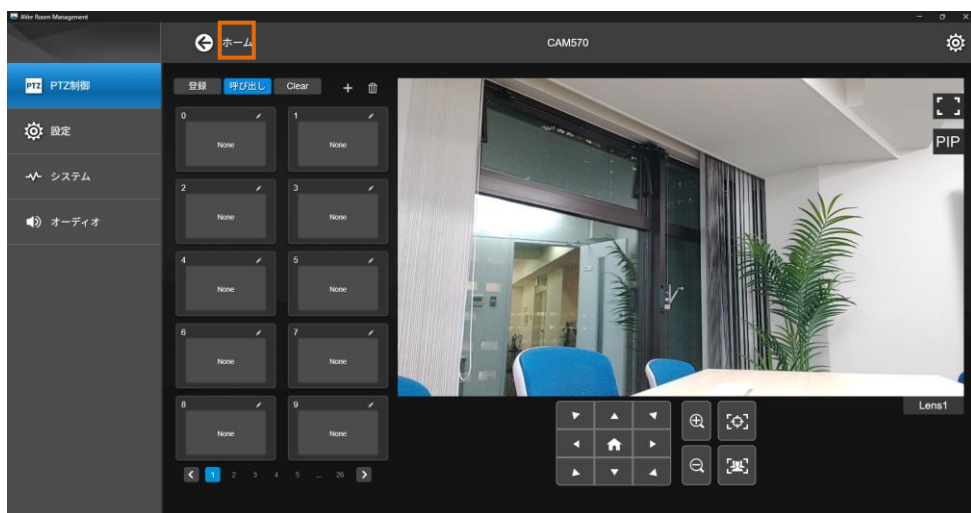 AVer Room Management
ホーム
CAM570
PTZ PTZ制御
設定
システム
オーディオ
登録 呼び出し Clear
0 1
None None
2 3
None None
4 5
None None
6 7
None None
8 9
None None
1 2 3 4 5 ... 26
PIP
Lens1